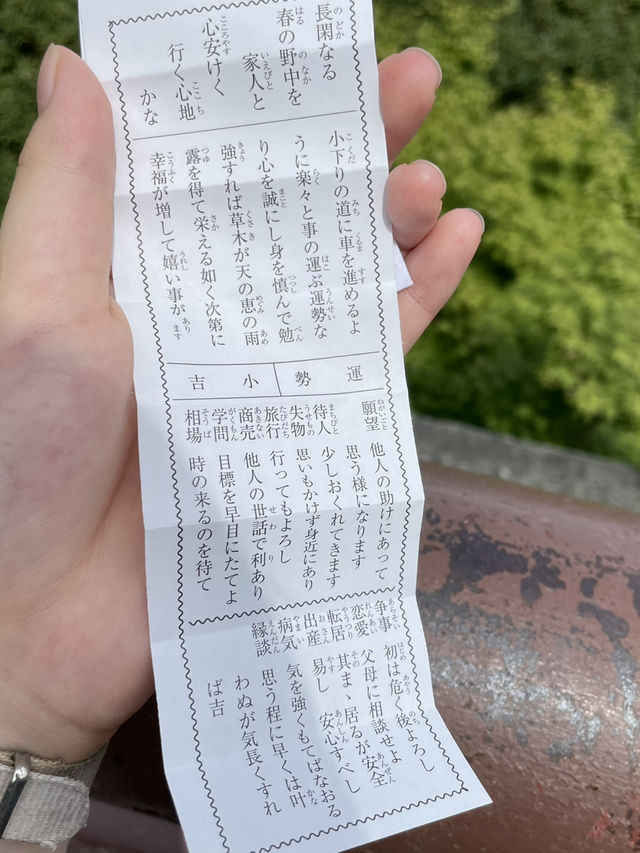 長閑なる
春の野中を
家人と
心安けく
行く心地
かな
小下りの道に車を進めるよ
うに楽々と事の運ぶ運勢な
り心を誠にし身を慎んで勉
強すれば草木が天の恵の雨
露を得て栄える如く次第に
幸福が増して嬉い事が有ます
運勢 小吉
願望 他人の助けにあって
思う様になります
待人 少しおくれてきます
失物 思いもかけず身近にあり
旅行 行ってもよろし
商売 他人の世話で利あり
学問 目標を早目にたてよ
相場 時の来るのを待て
争事 初は危く後よろし
恋愛 父母に相談せよ
転居 其まゝ居るが安全
出産 易し 安心すべし
病気 気を強くもてばなおる
縁談 思う程に早くは叶
わぬが気長くすれ
ば吉